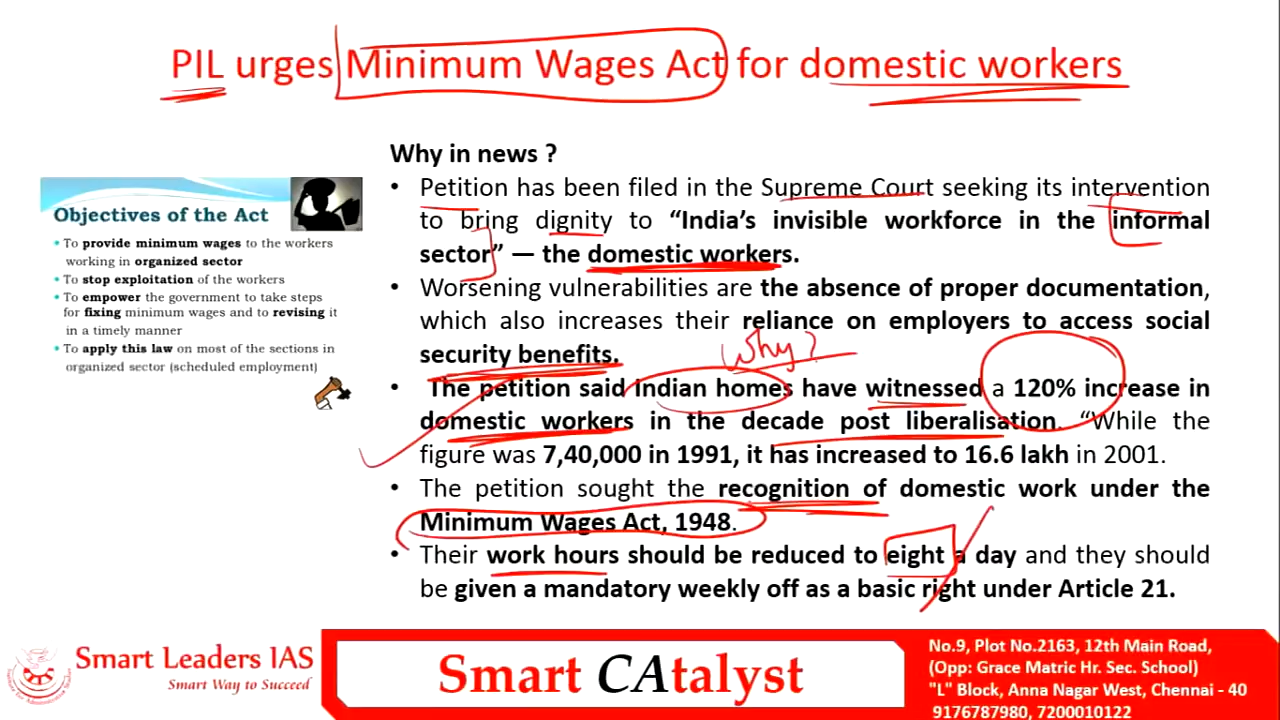 PIL urges Minimum Wages Act for domestic workers
Why in news ?
• Petition has been filed in the Supreme Court seeking its intervention
to bring dignity to “India’s invisible workforce in the informal
sector” — the domestic workers.
• Worsening vulnerabilities are the absence of proper documentation,
which also increases their reliance on employers to access social
security benefits.
Why?
• The petition said Indian homes have witnessed a 120% increase in
domestic workers in the decade post liberalisation. “While the
figure was 7,40,000 in 1991, it has increased to 16.6 lakh in 2001.
• The petition sought the recognition of domestic work under the
Minimum Wages Act, 1948.
• Their work hours should be reduced to eight a day and they should
be given a mandatory weekly off as a basic right under Article 21.
Objectives of the Act
• To provide minimum wages to the workers
working in organized sector
• To stop exploitation of the workers
• To empower the government to take steps
for fixing minimum wages and to revising it
in a timely manner
• To apply this law on most of the sections in
organized sector (scheduled employment)
Smart Leaders IAS
Smart Way to Succeed
Smart CAtalyst
No.9, Plot No.2163, 12th Main Road,
(Opp: Grace Matric Hr. Sec. School)
"L" Block, Anna Nagar West, Chennai - 40
9176787980, 7200010122